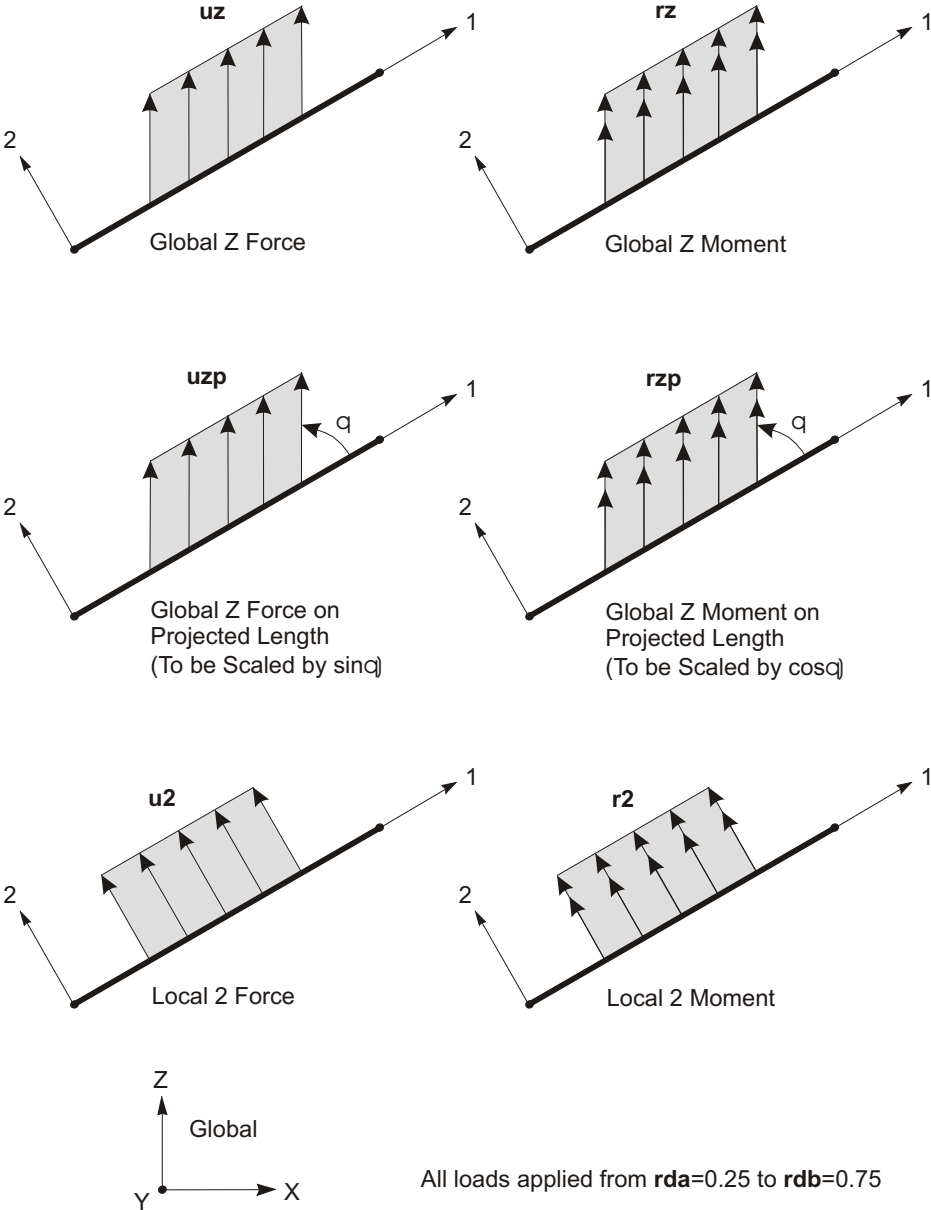 uz
1
2
Global Z Force
rz
1
2
Global Z Moment
uzp
1
q
2
Global Z Force on
Projected Length
(To be Scaled by sinq)
rzp
1
q
2
Global Z Moment on
Projected Length
(To be Scaled by cosq)
u2
1
2
Local 2 Force
r2
1
2
Local 2 Moment
Z
Global
Y
X
All loads applied from rda=0.25 to rdb=0.75